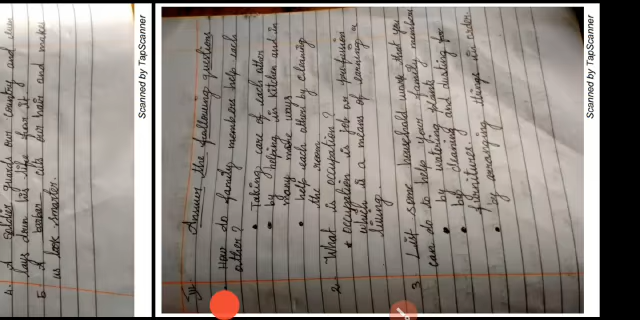 4. A soldier guards our country and
lays down his life for it
5. A barber cuts our hair and makes
us look smarter.
Scanned by TapScanner
III. Answer the following questions
1. How do family members help each
other?
• Taking care of each other
• by helping in kitchen and in
many more ways
• help each other by cleaning
the room
2. What is occupation?
• occupation is job or
which is a means of earning a
living.
3. List some household work that you
can do to help your family members
• by watering plants
• by cleaning and dusting
furnitures
• by arranging things in order.
Scanned by TapScanner